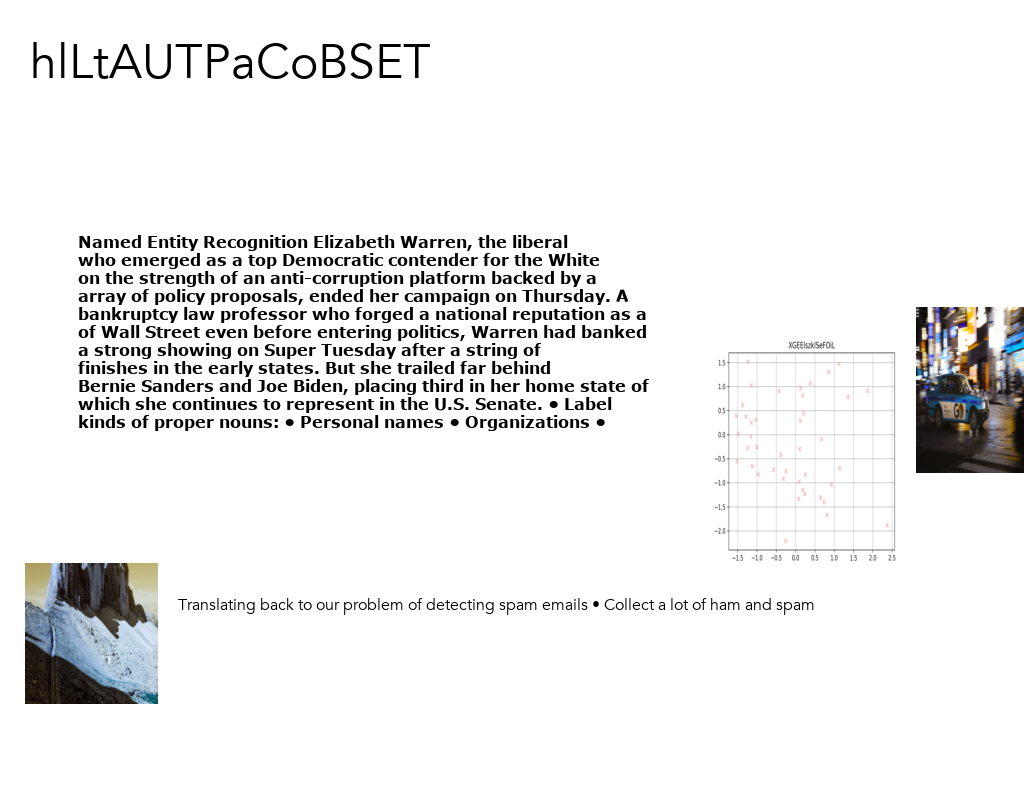 hlLtAUTPaCoBSET
Named Entity Recognition Elizabeth Warren, the liberal
who emerged as a top Democratic contender for the White
on the strength of an anti-corruption platform backed by a
array of policy proposals, ended her campaign on Thursday. A
bankruptcy law professor who forged a national reputation as a
of Wall Street even before entering politics, Warren had banked
a strong showing on Super Tuesday after a string of
finishes in the early states. But she trailed far behind
Bernie Sanders and Joe Biden, placing third in her home state of
which she continues to represent in the U.S. Senate. • Label
kinds of proper nouns: • Personal names • Organizations •
1.5
1.0
0.5
0.0
−0.5
−1.0
−1.5
−2.0
−1.5 −1.0 −0.5 0.0 0.5 1.0 1.5 2.0 2.5
GO
Translating back to our problem of detecting spam emails • Collect a lot of ham and spam